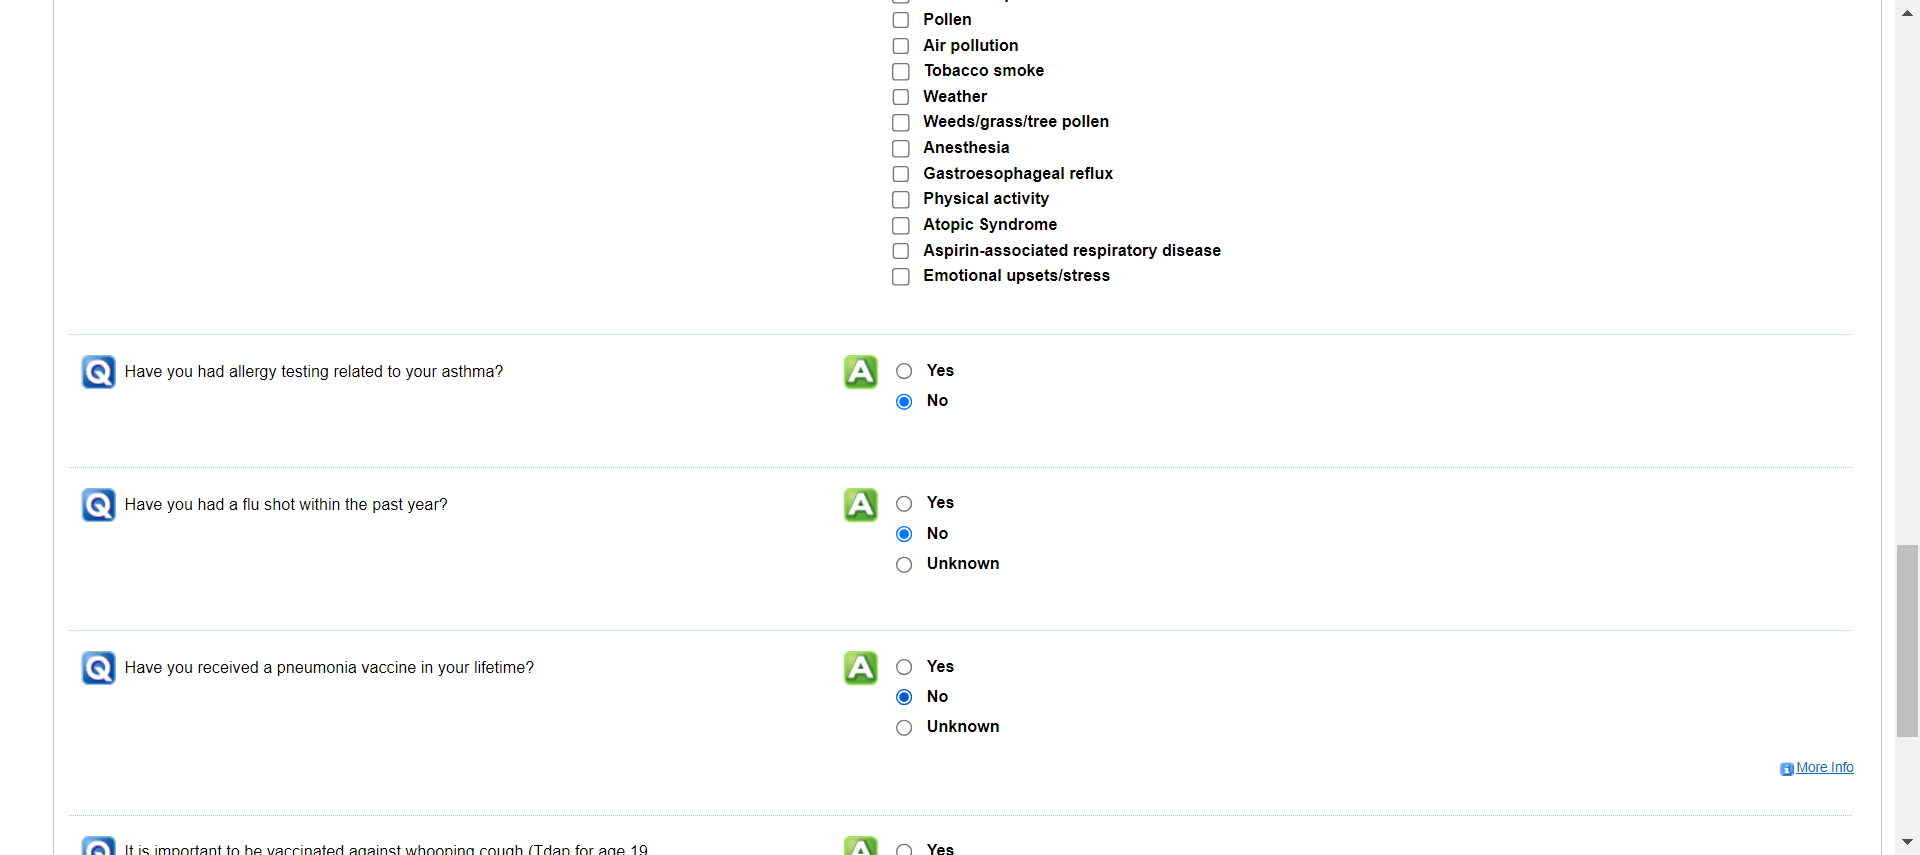 Pollen
Air pollution
Tobacco smoke
Weather
Weeds/grass/tree pollen
Anesthesia
Gastroesophageal reflux
Physical activity
Atopic Syndrome
Aspirin-associated respiratory disease
Emotional upsets/stress
Q Have you had allergy testing related to your asthma? A Yes
No
Q Have you had a flu shot within the past year? A Yes
No
Unknown
Q Have you received a pneumonia vaccine in your lifetime? A Yes
No
Unknown
More Info
Q It is important to be vaccinated against whooping cough (Tdap for age 19 A Yes